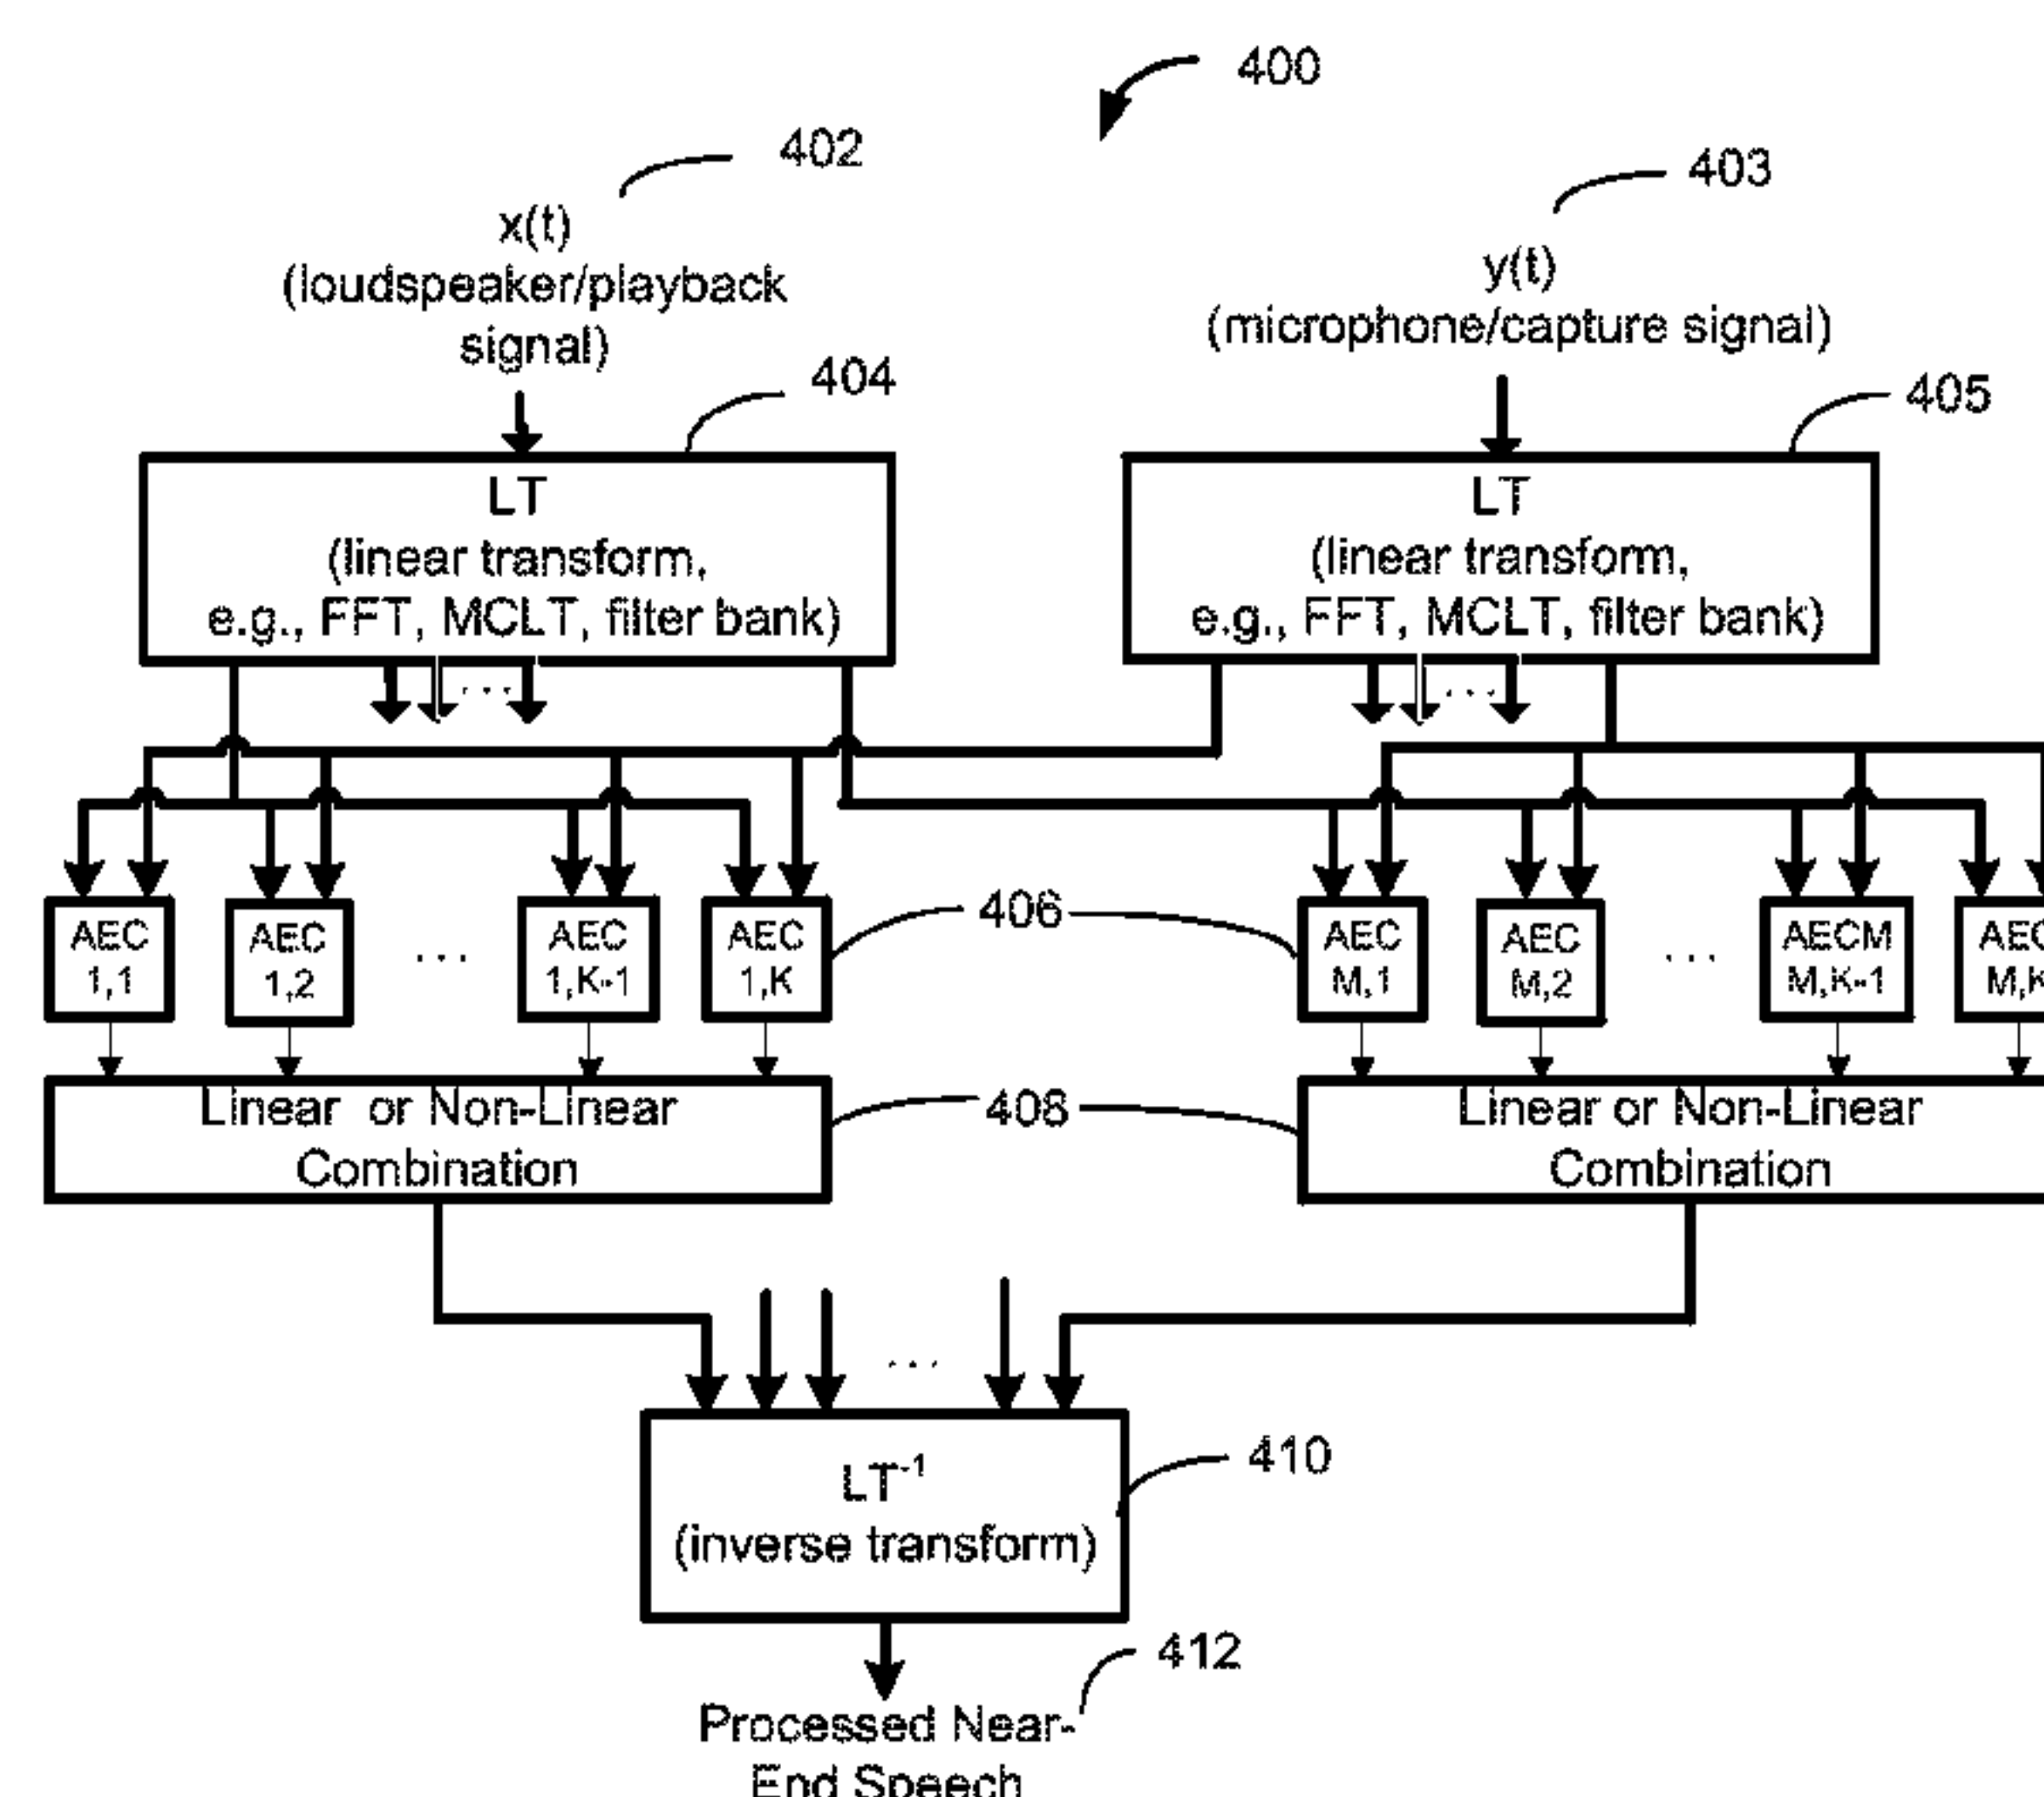 400
402
403
x(t)
(loudspeaker/playback
signal)
y(t)
(microphone/capture signal)
404
405
LT
(linear transform,
e.g., FFT, MCLT, filter bank)
LT
(linear transform,
e.g., FFT, MCLT, filter bank)
...
...
406
AEC
1,1
AEC
1,2
...
AEC
1,K-1
AEC
1,K
AEC
M,1
AEC
M,2
...
AECM
M,K-1
AEC
M,K
408
Linear or Non-Linear
Combination
Linear or Non-Linear
Combination
...
LT-1
(inverse transform)
410
412
Processed Near-
End Speech